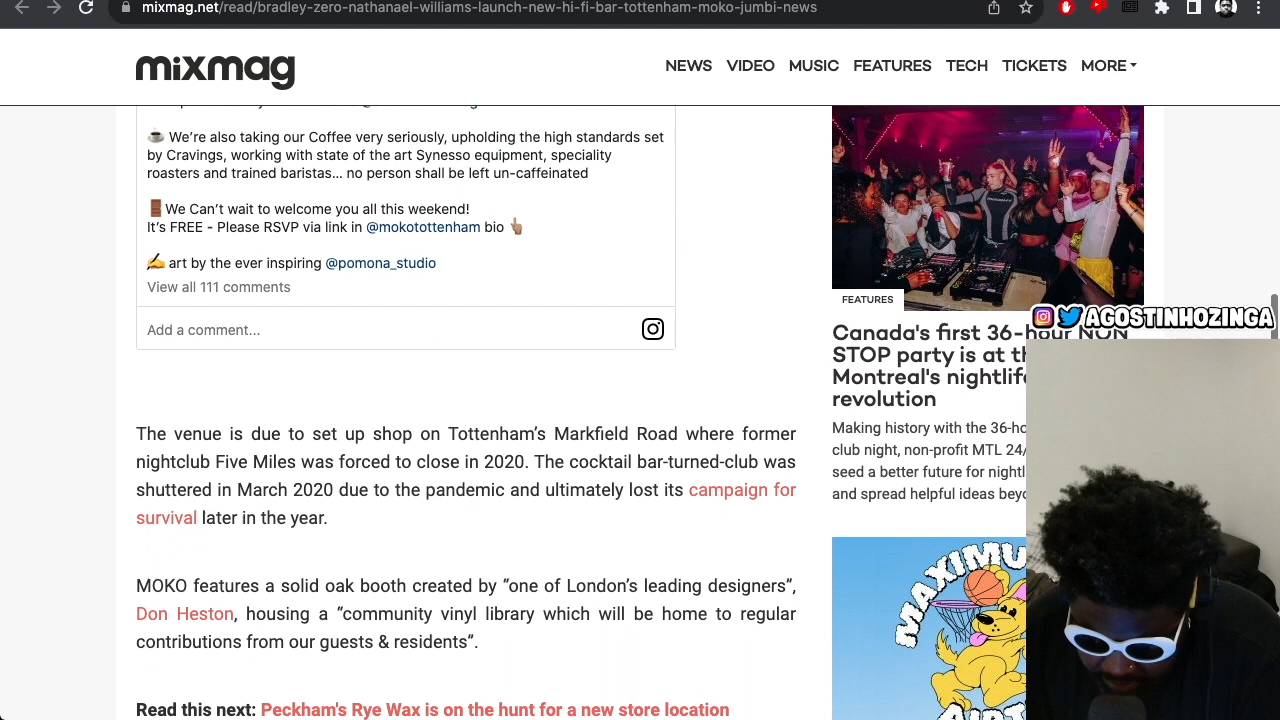 mixmag.net/read/bradley-zero-nathanael-williams-launch-new-hi-fi-bar-tottenham-moko-jumbi-news
mixmag
NEWS VIDEO MUSIC FEATURES TECH TICKETS MORE
We’re also taking our Coffee very seriously, upholding the high standards set
by Cravings, working with state of the art Synesso equipment, speciality
roasters and trained baristas... no person shall be left un-caffeinated
We Can’t wait to welcome you all this weekend!
It’s FREE - Please RSVP via link in @mokotottenham bio
art by the ever inspiring @pomona_studio
View all 111 comments
Add a comment...
The venue is due to set up shop on Tottenham’s Markfield Road where former
nightclub Five Miles was forced to close in 2020. The cocktail bar-turned-club was
shuttered in March 2020 due to the pandemic and ultimately lost its campaign for
survival later in the year.
MOKO features a solid oak booth created by “one of London’s leading designers”,
Don Heston, housing a “community vinyl library which will be home to regular
contributions from our guests & residents”.
Read this next: Peckham's Rye Wax is on the hunt for a new store location
FEATURES
AGOSTINHOZINGA
Canada's first 36-hour NON
STOP party is at
Montreal's
revolution
Making history with the
club night, non-profit MTL
seed a better future for
and spread helpful ideas